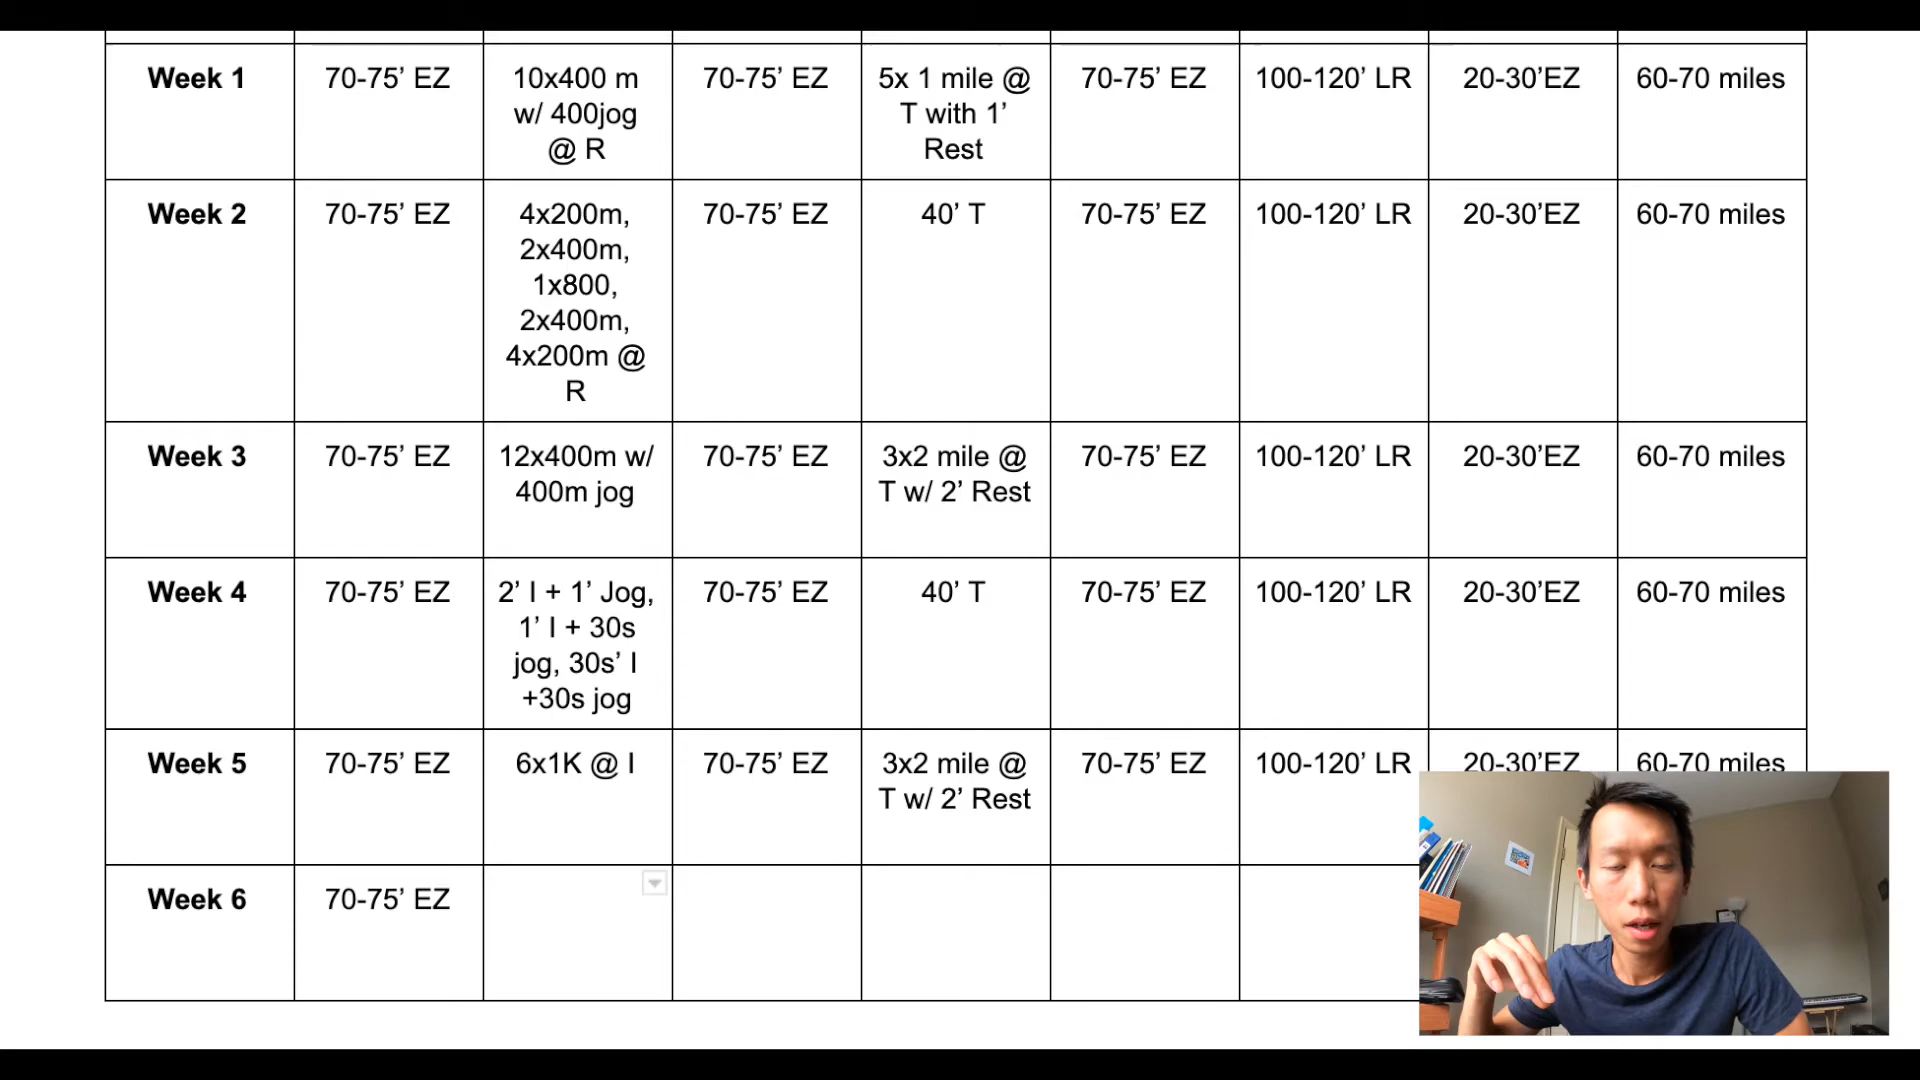 Week 1
70-75’ EZ
10x400 m
w/ 400jog
@ R
70-75’ EZ
5x 1 mile @
T with 1’
Rest
70-75’ EZ
100-120’ LR
20-30’EZ
60-70 miles
Week 2
70-75’ EZ
4x200m,
2x400m,
1x800,
2x400m,
4x200m @
R
70-75’ EZ
40’ T
70-75’ EZ
100-120’ LR
20-30’EZ
60-70 miles
Week 3
70-75’ EZ
12x400m w/
400m jog
70-75’ EZ
3x2 mile @
T w/ 2’ Rest
70-75’ EZ
100-120’ LR
20-30’EZ
60-70 miles
Week 4
70-75’ EZ
2’ I + 1’ Jog,
1’ I + 30s
jog, 30s’ I
+30s jog
70-75’ EZ
40’ T
70-75’ EZ
100-120’ LR
20-30’EZ
60-70 miles
Week 5
70-75’ EZ
6x1K @ I
70-75’ EZ
3x2 mile @
T w/ 2’ Rest
70-75’ EZ
100-120’ LR
20-30’EZ
60-70 miles
Week 6
70-75’ EZ